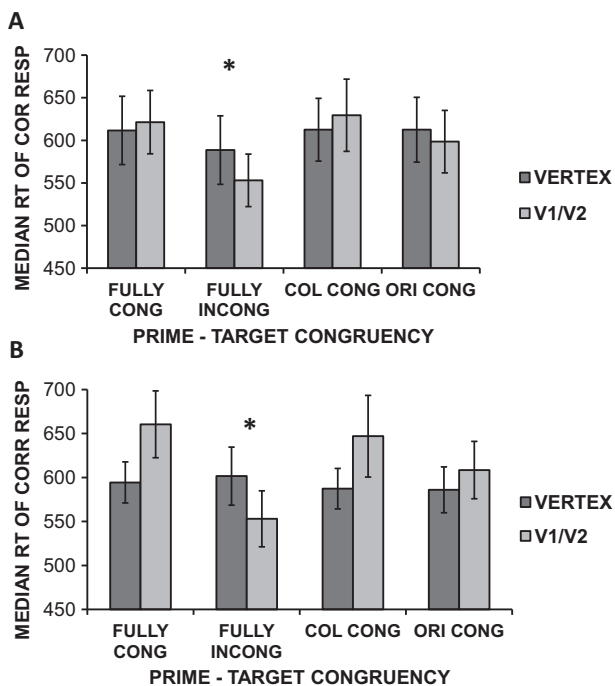 A
MEDIAN RT OF COR RESP
700
650
600
550
500
450
*
FULLY CONG
FULLY INCONG
COL CONG
ORI CONG
PRIME - TARGET CONGRUENCY
VERTEX
V1/V2
B
MEDIAN RT OF CORR RESP
700
650
600
550
500
450
*
FULLY CONG
FULLY INCONG
COL CONG
ORI CONG
PRIME - TARGET CONGRUENCY
VERTEX
V1/V2